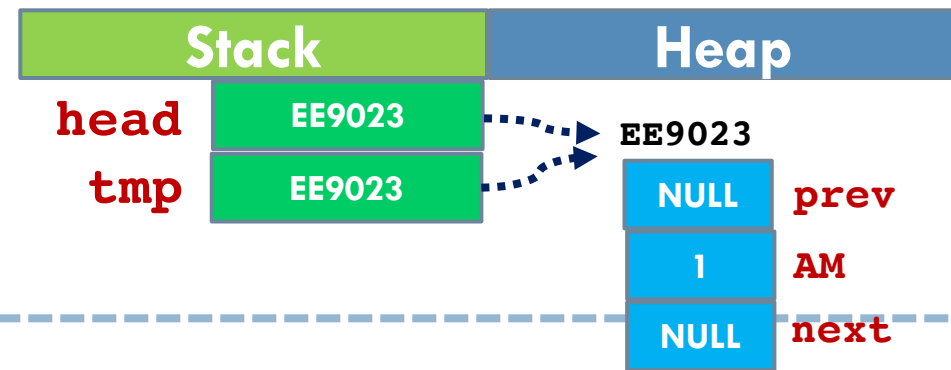 Stack Heap
head EE9023
EE9023
tmp EE9023
NULL prev
1 AM
NULL next